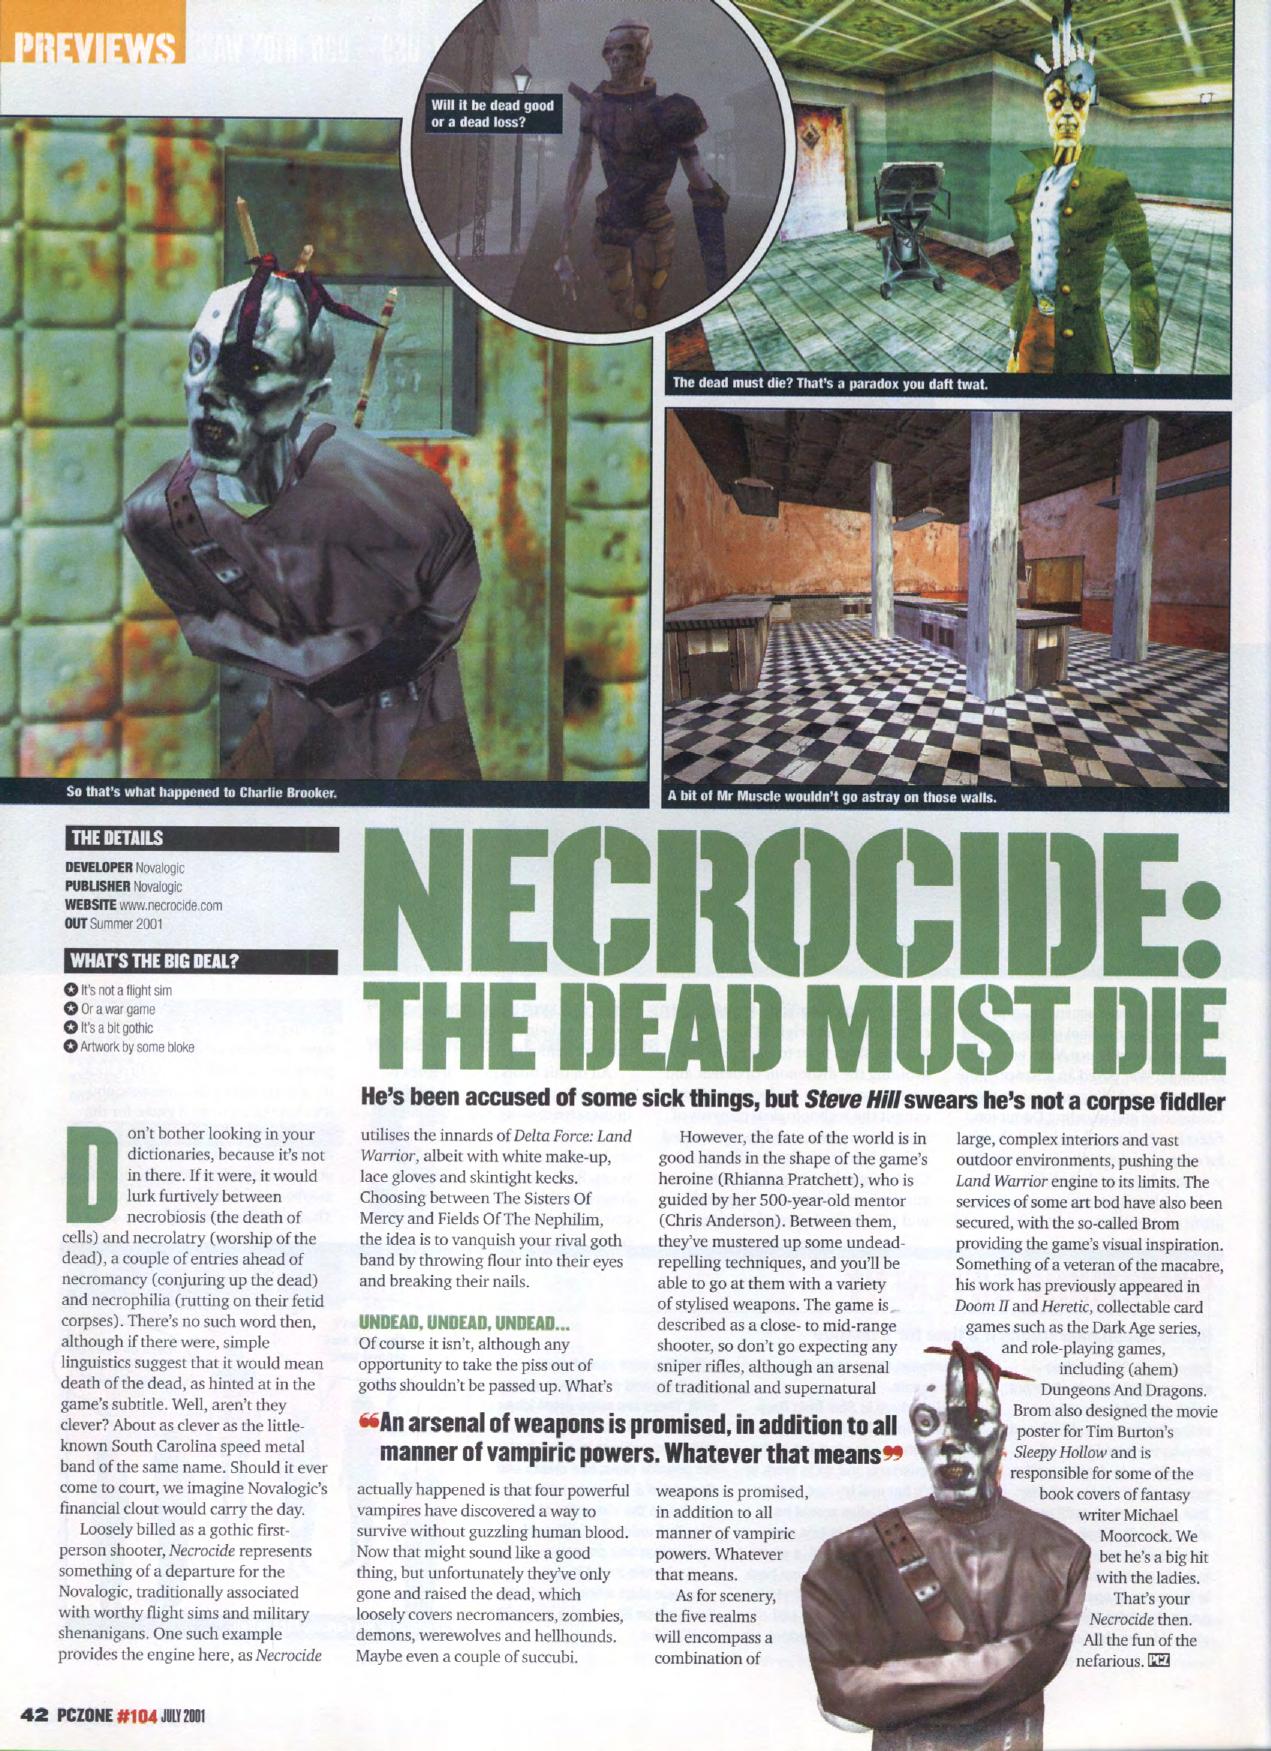 PREVIEWS
Will it be dead good
or a dead loss?
The dead must die? That's a paradox you daft twat.
So that's what happened to Charlie Brooker.
A bit of Mr Muscle wouldn't go astray on those walls.
THE DETAILS
DEVELOPER Novalogic
PUBLISHER Novalogic
WEBSITE www.necrocide.com
OUT Summer 2001
WHAT'S THE BIG DEAL?
It's not a flight sim
Or a war game
It's a bit gothic
Artwork by some bloke
NECROCIDE:
THE DEAD MUST DIE
He's been accused of some sick things, but Steve Hill swears he's not a corpse fiddler
Don't bother looking in your
dictionaries, because it's not
in there. If it were, it would
lurk furtively between
necrobiosis (the death of
cells) and necrolatry (worship of the
dead), a couple of entries ahead of
necromancy (conjuring up the dead)
and necrophilia (rutting on their fetid
corpses). There's no such word then,
although if there were, simple
linguistics suggest that it would mean
death of the dead, as hinted at in the
game's subtitle. Well, aren't they
clever? About as clever as the little-
known South Carolina speed metal
band of the same name. Should it ever
come to court, we imagine Novalogic's
financial clout would carry the day.
Loosely billed as a gothic first-
person shooter, Necrocide represents
something of a departure for the
Novalogic, traditionally associated
with worthy flight sims and military
shenanigans. One such example
provides the engine here, as Necrocide
utilises the innards of Delta Force: Land
Warrior, albeit with white make-up,
lace gloves and skintight kecks.
Choosing between The Sisters Of
Mercy and Fields Of The Nephilim,
the idea is to vanquish your rival goth
band by throwing flour into their eyes
and breaking their nails.
UNDEAD, UNDEAD, UNDEAD...
Of course it isn't, although any
opportunity to take the piss out of
goths shouldn't be passed up. What's
actually happened is that four powerful
vampires have discovered a way to
survive without guzzling human blood.
Now that might sound like a good
thing, but unfortunately they've only
gone and raised the dead, which
loosely covers necromancers, zombies,
demons, werewolves and hellhounds.
Maybe even a couple of succubi.
However, the fate of the world is in
good hands in the shape of the game's
heroine (Rhianna Pratchett), who is
guided by her 500-year-old mentor
(Chris Anderson). Between them,
they've mustered up some undead-
repelling techniques, and you'll be
able to go at them with a variety
of stylised weapons. The game is
described as a close- to mid-range
shooter, so don't go expecting any
sniper rifles, although an arsenal
of traditional and supernatural
weapons is promised,
in addition to all
manner of vampiric
powers. Whatever
that means.
As for scenery,
the five realms
will encompass a
combination of
“An arsenal of weapons is promised, in addition to all
manner of vampiric powers. Whatever that means”
large, complex interiors and vast
outdoor environments, pushing the
Land Warrior engine to its limits. The
services of some art bod have also been
secured, with the so-called Brom
providing the game's visual inspiration.
Something of a veteran of the macabre,
his work has previously appeared in
Doom II and Heretic, collectable card
games such as the Dark Age series,
and role-playing games,
including (ahem)
Dungeons And Dragons.
Brom also designed the movie
poster for Tim Burton's
Sleepy Hollow and is
responsible for some of the
book covers of fantasy
writer Michael
Moorcock. We
bet he's a big hit
with the ladies.
That's your
Necrocide then.
All the fun of the
nefarious. PCZ
42 PCZONE #104 JULY 2001